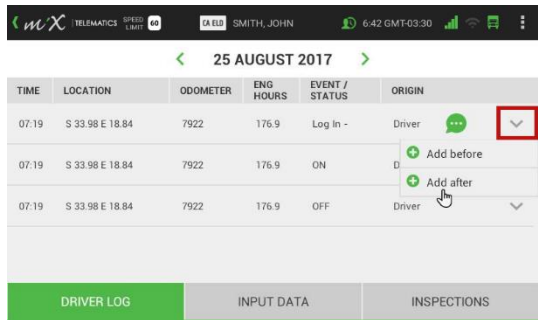 mix TELEMATICS SPEED LIMIT 60 CA ELD SMITH, JOHN 6:42 GMT-03:30
25 AUGUST 2017
TIME LOCATION ODOMETER ENG HOURS EVENT / STATUS ORIGIN
07:19 S 33.98 E 18.84 7922 176.9 Log In - Driver
Add before
07:19 S 33.98 E 18.84 7922 176.9 ON D
Add after
07:19 S 33.98 E 18.84 7922 176.9 OFF Driver
DRIVER LOG INPUT DATA INSPECTIONS